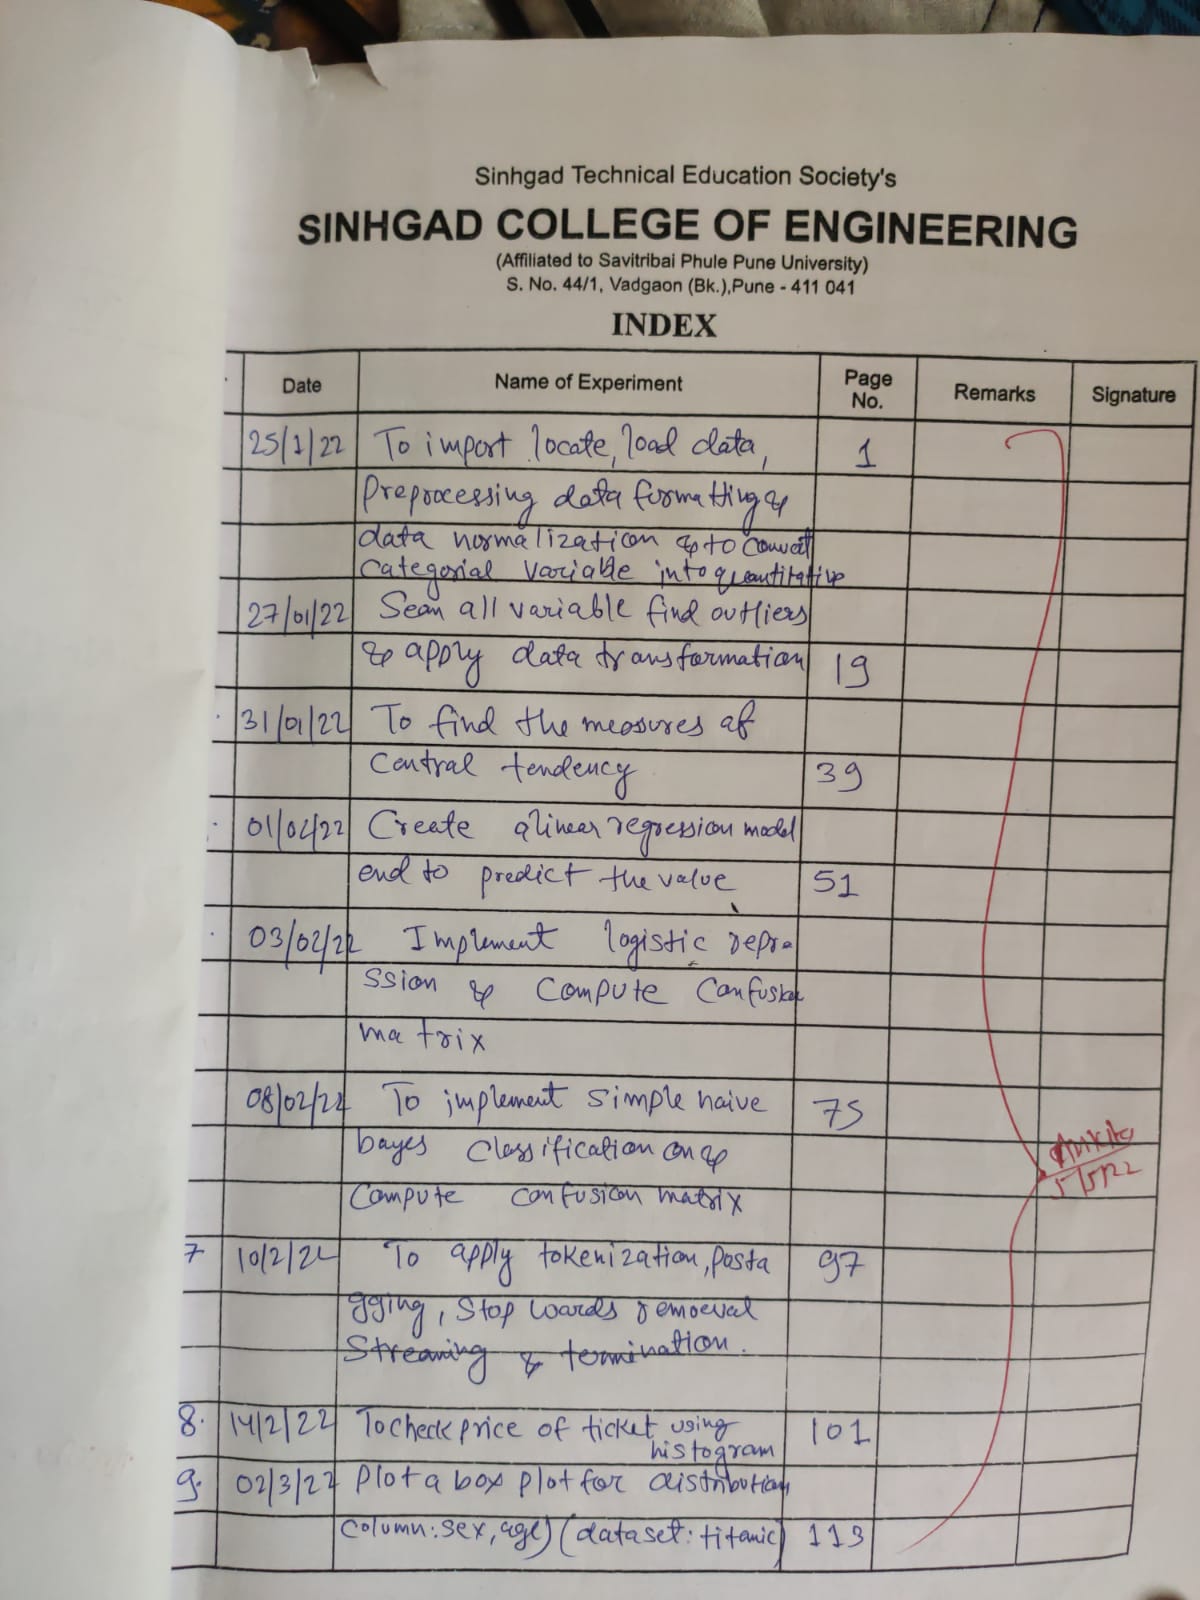 Sinhgad Technical Education Society's
SINHGAD COLLEGE OF ENGINEERING
(Affiliated to Savitribai Phule Pune University)
S. No. 44/1, Vadgaon (Bk.),Pune - 411 041
INDEX
Date Name of Experiment Page No. Remarks Signature
25/1/22 To import locate, load data, 1
Preprocessing data formatting &
data normalization & to convert
Categorial Variable into quantitative
27/01/22 Scan all variable find outliers
& apply data transformation 19
31/01/22 To find the measures of
Central tendency 39
01/02/22 Create a linear regression model
end to predict the value 51
03/02/22 Implement logistic repre
ssion & Compute Confusion
matrix
08/02/22 To implement simple naive 75
bayes Classification on &
Compute confusion matrix
Ankita
5/5/22
7 10/2/22 To apply tokenization, posta 97
gging, Stop words removal
Streaming & termination.
8. 14/2/22 To check price of ticket using 101
histogram
9. 02/3/22 Plot a box plot for distribution
column: sex, age) (dataset: titanic) 113